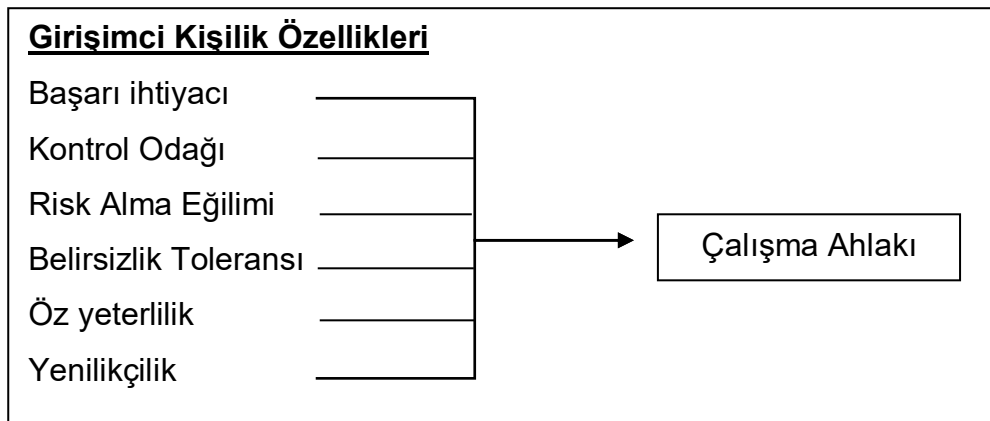 Girişimci Kişilik Özellikleri
Başarı ihtiyacı
Kontrol Odağı
Risk Alma Eğilimi
Belirsizlik Toleransı
Öz yeterlilik
Yenilikçilik
Çalışma Ahlakı